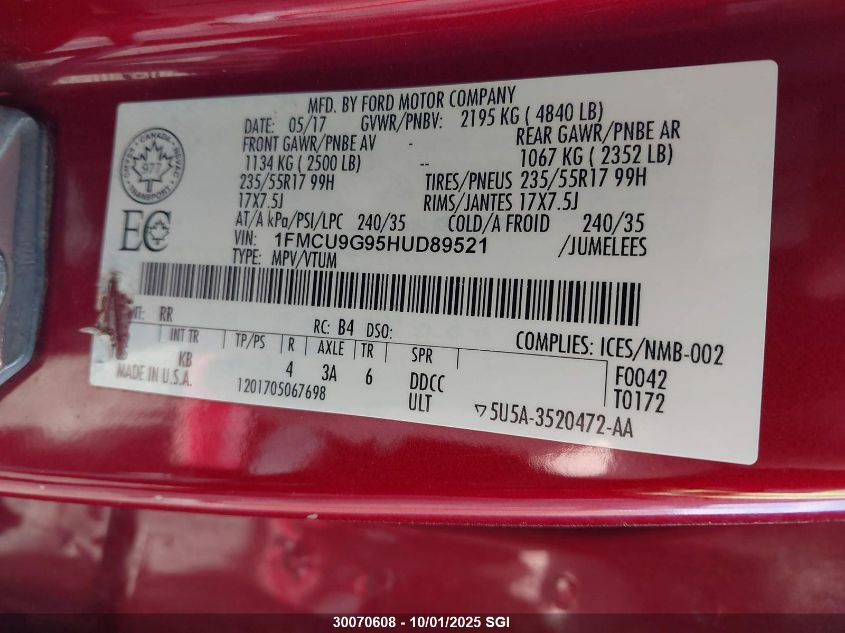 MFD. BY FORD MOTOR COMPANY
DATE: 05/17 GVWR/PNBV: 2195 KG ( 4840 LB)
FRONT GAWR/PNBE AV - REAR GAWR/PNBE AR
1134 KG ( 2500 LB) -- 1067 KG ( 2352 LB)
235/55R17 99H TIRES/PNEUS 235/55R17 99H
17X7.5J RIMS/JANTES 17X7.5J
AT/A kPa/PSI/LPC 240/35 COLD/A FROID 240/35
VIN: 1FMCU9G95HUD89521 /JUMELEES
TYPE: MPV/VTUM
CANADA
TRANSPORT
977
EC
RR
RC: B4 DSO: COMPLIES: ICES/NMB-002
INT TR TP/PS R AXLE TR SPR F0042
KB 4 3A 6 DDCC T0172
MADE IN U.S.A. 1201705067698 ULT ▽5U5A-3520472-AA
30070608 - 10/01/2025 SGI